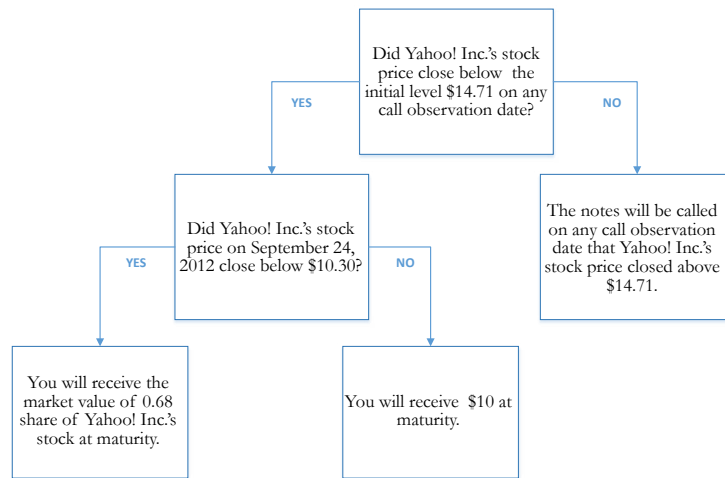 Did Yahoo! Inc.'s stock
price close below the
initial level $14.71 on any
call observation date?
YES
NO
Did Yahoo! Inc.'s stock
price on September 24,
2012 close below $10.30?
The notes will be called
on any call observation
date that Yahoo! Inc.'s
stock price closed above
$14.71.
YES
NO
You will receive the
market value of 0.68
share of Yahoo! Inc.'s
stock at maturity.
You will receive $10 at
maturity.